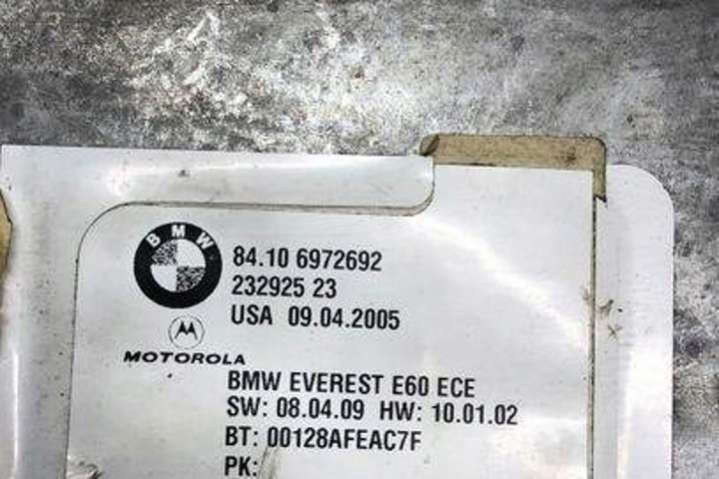 BMW
84.10 6972692
232925 23
USA 09.04.2005
MOTOROLA
BMW EVEREST E60 ECE
SW: 08.04.09 HW: 10.01.02
BT: 00128AFEAC7F
PK: